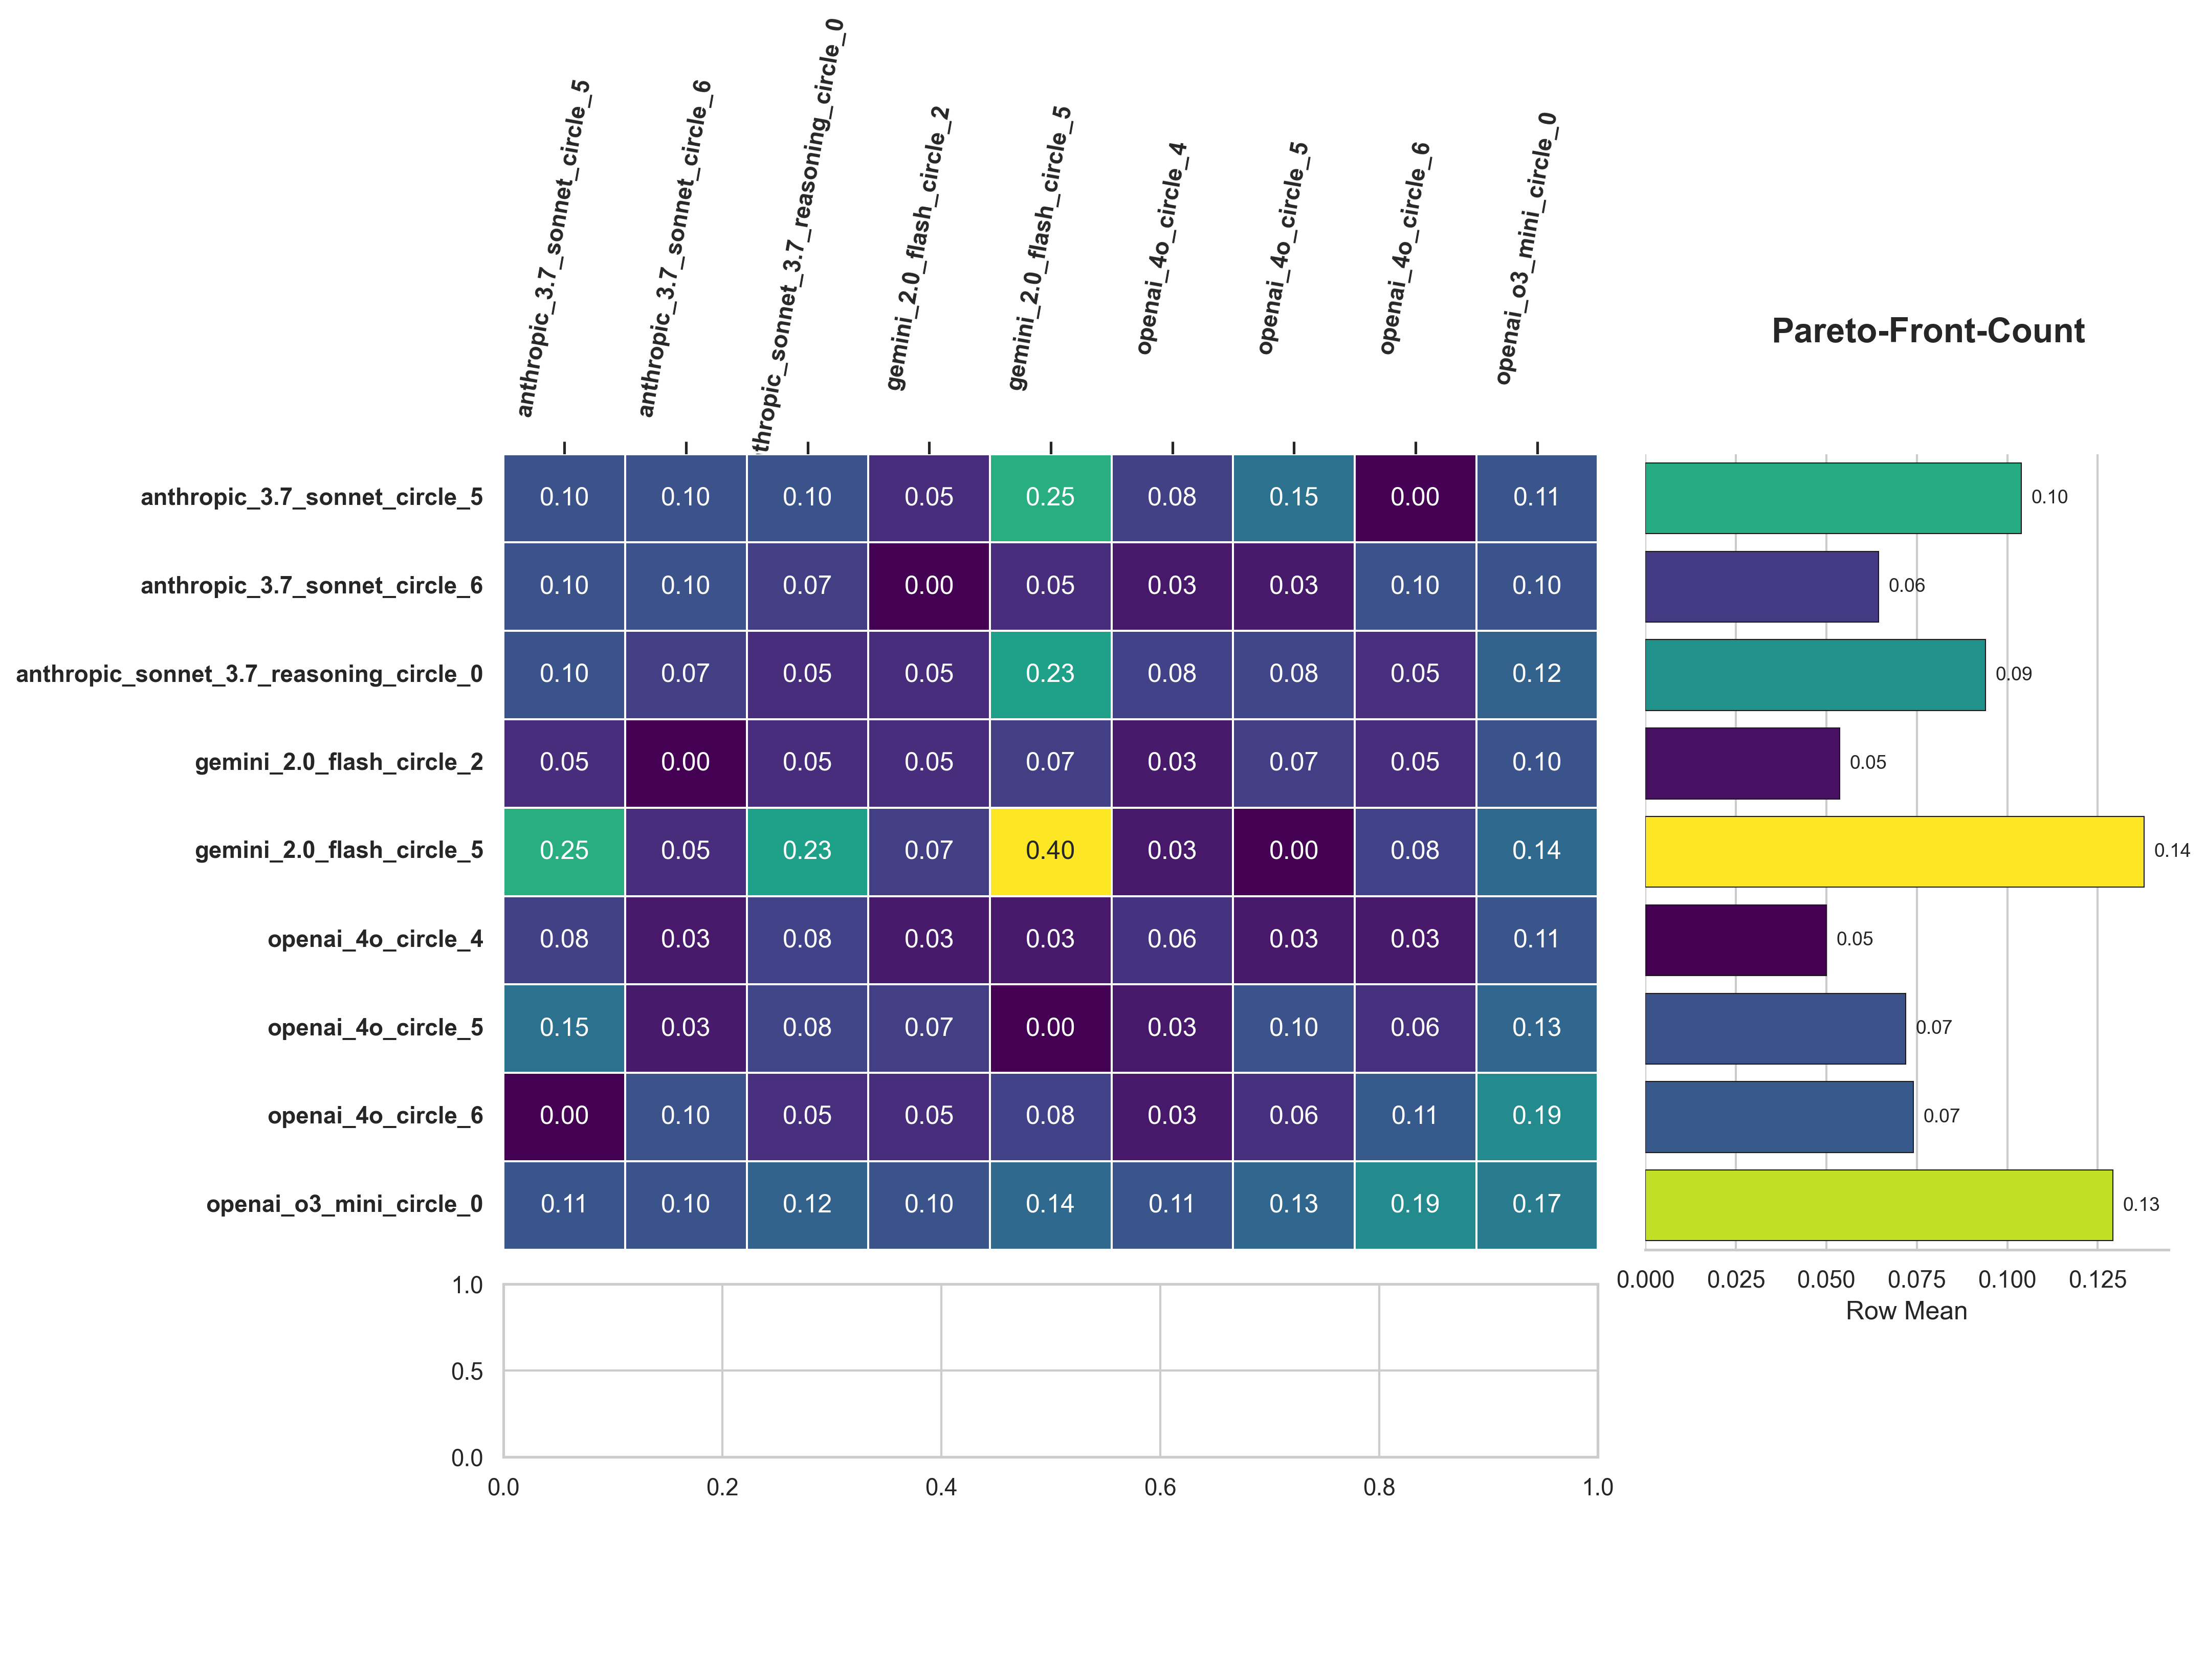 anthropic_3.7_sonnet_circle_5
anthropic_3.7_sonnet_circle_6
thropic_sonnet_3.7_reasoning_circle_0
gemini_2.0_flash_circle_2
gemini_2.0_flash_circle_5
openai_4o_circle_4
openai_4o_circle_5
openai_4o_circle_6
openai_o3_mini_circle_0
Pareto-Front-Count
anthropic_3.7_sonnet_circle_5 0.10 0.10 0.10 0.05 0.25 0.08 0.15 0.00 0.11 0.10
anthropic_3.7_sonnet_circle_6 0.10 0.10 0.07 0.00 0.05 0.03 0.03 0.10 0.10 0.06
anthropic_sonnet_3.7_reasoning_circle_0 0.10 0.07 0.05 0.05 0.23 0.08 0.08 0.05 0.12 0.09
gemini_2.0_flash_circle_2 0.05 0.00 0.05 0.05 0.07 0.03 0.07 0.05 0.10 0.05
gemini_2.0_flash_circle_5 0.25 0.05 0.23 0.07 0.40 0.03 0.00 0.08 0.14 0.14
openai_4o_circle_4 0.08 0.03 0.08 0.03 0.03 0.06 0.03 0.03 0.11 0.05
openai_4o_circle_5 0.15 0.03 0.08 0.07 0.00 0.03 0.10 0.06 0.13 0.07
openai_4o_circle_6 0.00 0.10 0.05 0.05 0.08 0.03 0.06 0.11 0.19 0.07
openai_o3_mini_circle_0 0.11 0.10 0.12 0.10 0.14 0.11 0.13 0.19 0.17 0.13
0.000 0.025 0.050 0.075 0.100 0.125
Row Mean
1.0
0.5
0.0
0.0 0.2 0.4 0.6 0.8 1.0